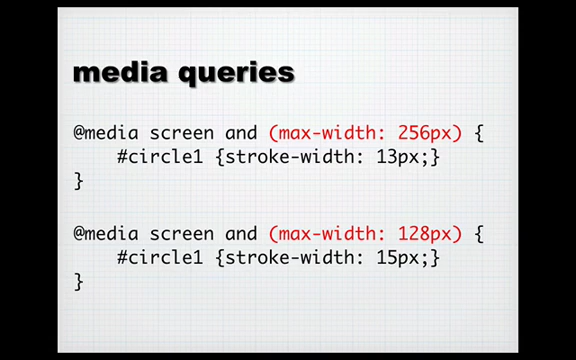 media queries
@media screen and (max-width: 256px) {
#circle1 {stroke-width: 13px;}
}
@media screen and (max-width: 128px) {
#circle1 {stroke-width: 15px;}
}